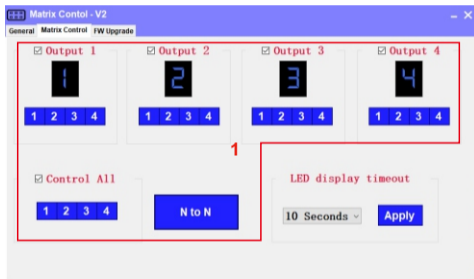 Matrix Contol - V2
General Matrix Control FW Upgrade
Output 1 Output 2 Output 3 Output 4
1 2 3 4
1 2 3 4 1 2 3 4 1 2 3 4 1 2 3 4
1
Control All LED display timeout
1 2 3 4 N to N 10 Seconds Apply